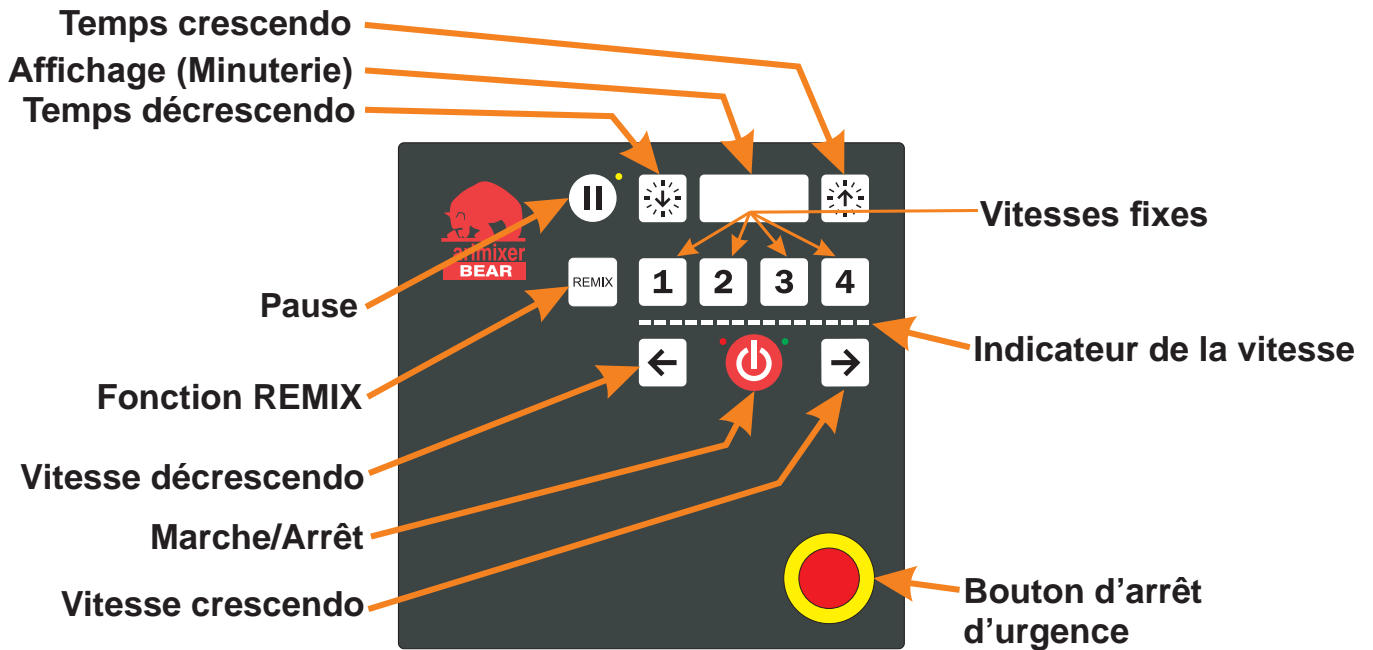 Temps crescendo
Affichage (Minuterie)
Temps décrescendo
arimixer
BEAR
Vitesses fixes
REMIX
1 2 3 4
Pause
Indicateur de la vitesse
Fonction REMIX
Vitesse décrescendo
Marche/Arrêt
Vitesse crescendo
Bouton d’arrêt
d’urgence